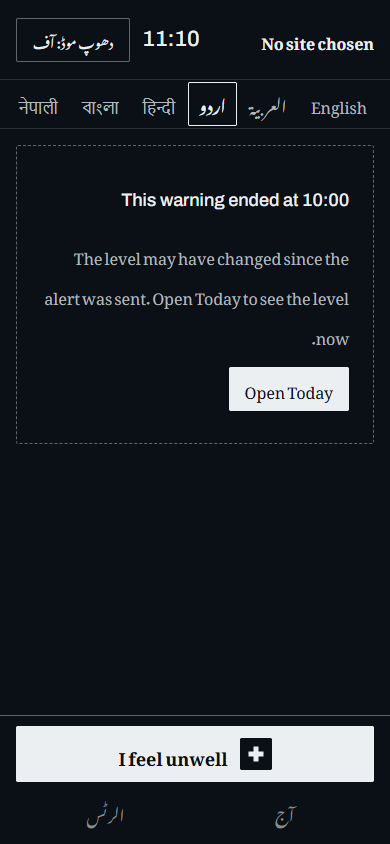 No site chosen
11:10
دھوپ موڈ: آف
English
العربية
اردو
हिन्दी
বাংলা
नेपाली
This warning ended at 10:00
The level may have changed since the
alert was sent. Open Today to see the level
now.
Open Today
I feel unwell
آج
الرٹس